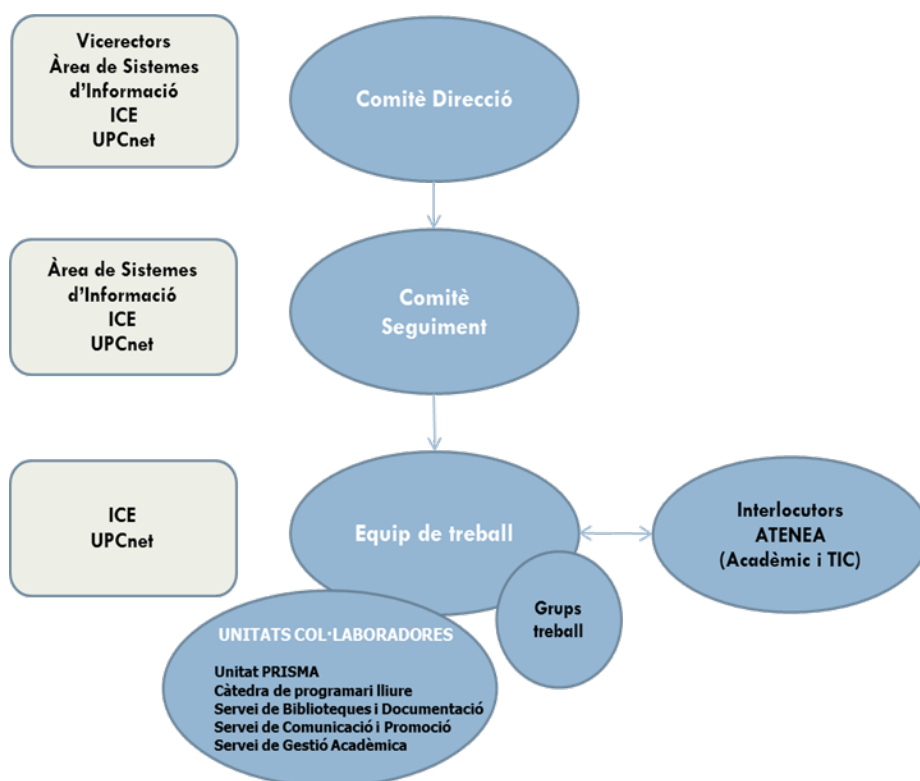 Vicerectors
Àrea de Sistemes
d'Informació
ICE
UPCnet
Comitè Direcció
Àrea de Sistemes
d'Informació
ICE
UPCnet
Comitè
Seguiment
ICE
UPCnet
Equip de treball
Interlocutors
ATENEA
(Acadèmic i TIC)
Grups
treball
UNITATS COL·LABORADORES
Unitat PRISMA
Càtedra de programari lliure
Servei de Biblioteques i Documentació
Servei de Comunicació i Promoció
Servei de Gestió Acadèmica